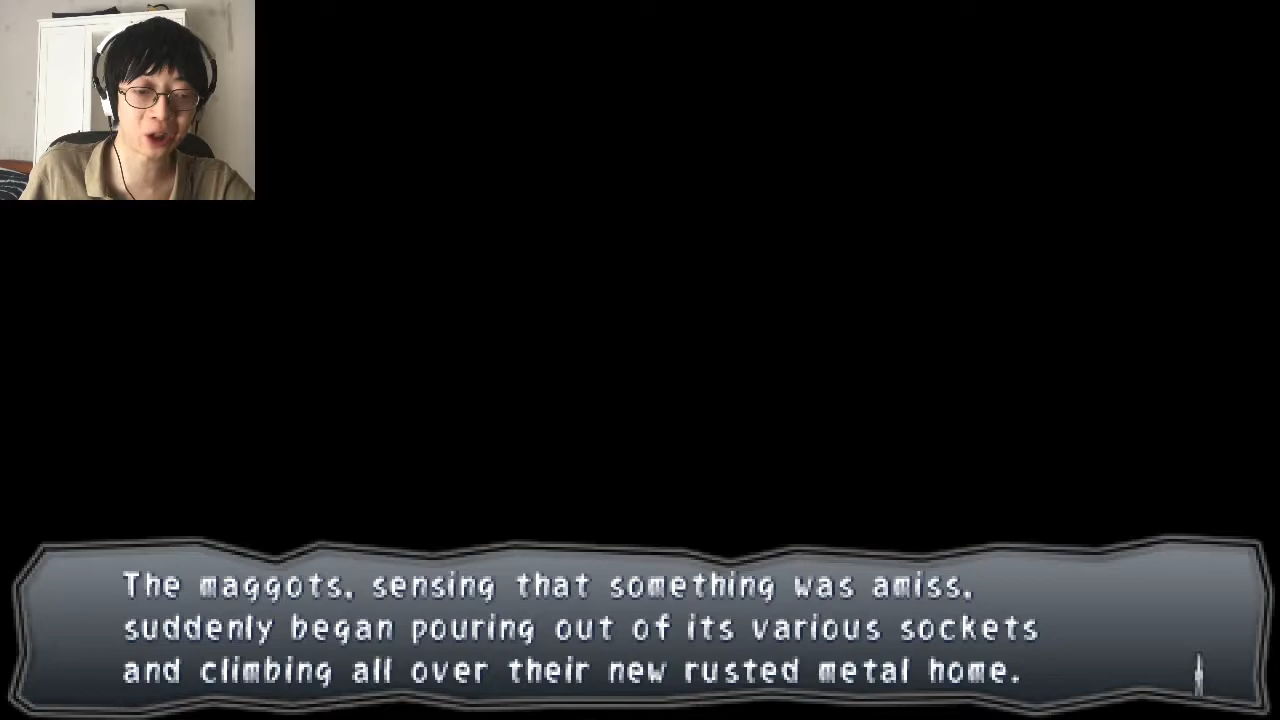 The maggots, sensing that something was amiss,
suddenly began pouring out of its various sockets
and climbing all over their new rusted metal home.